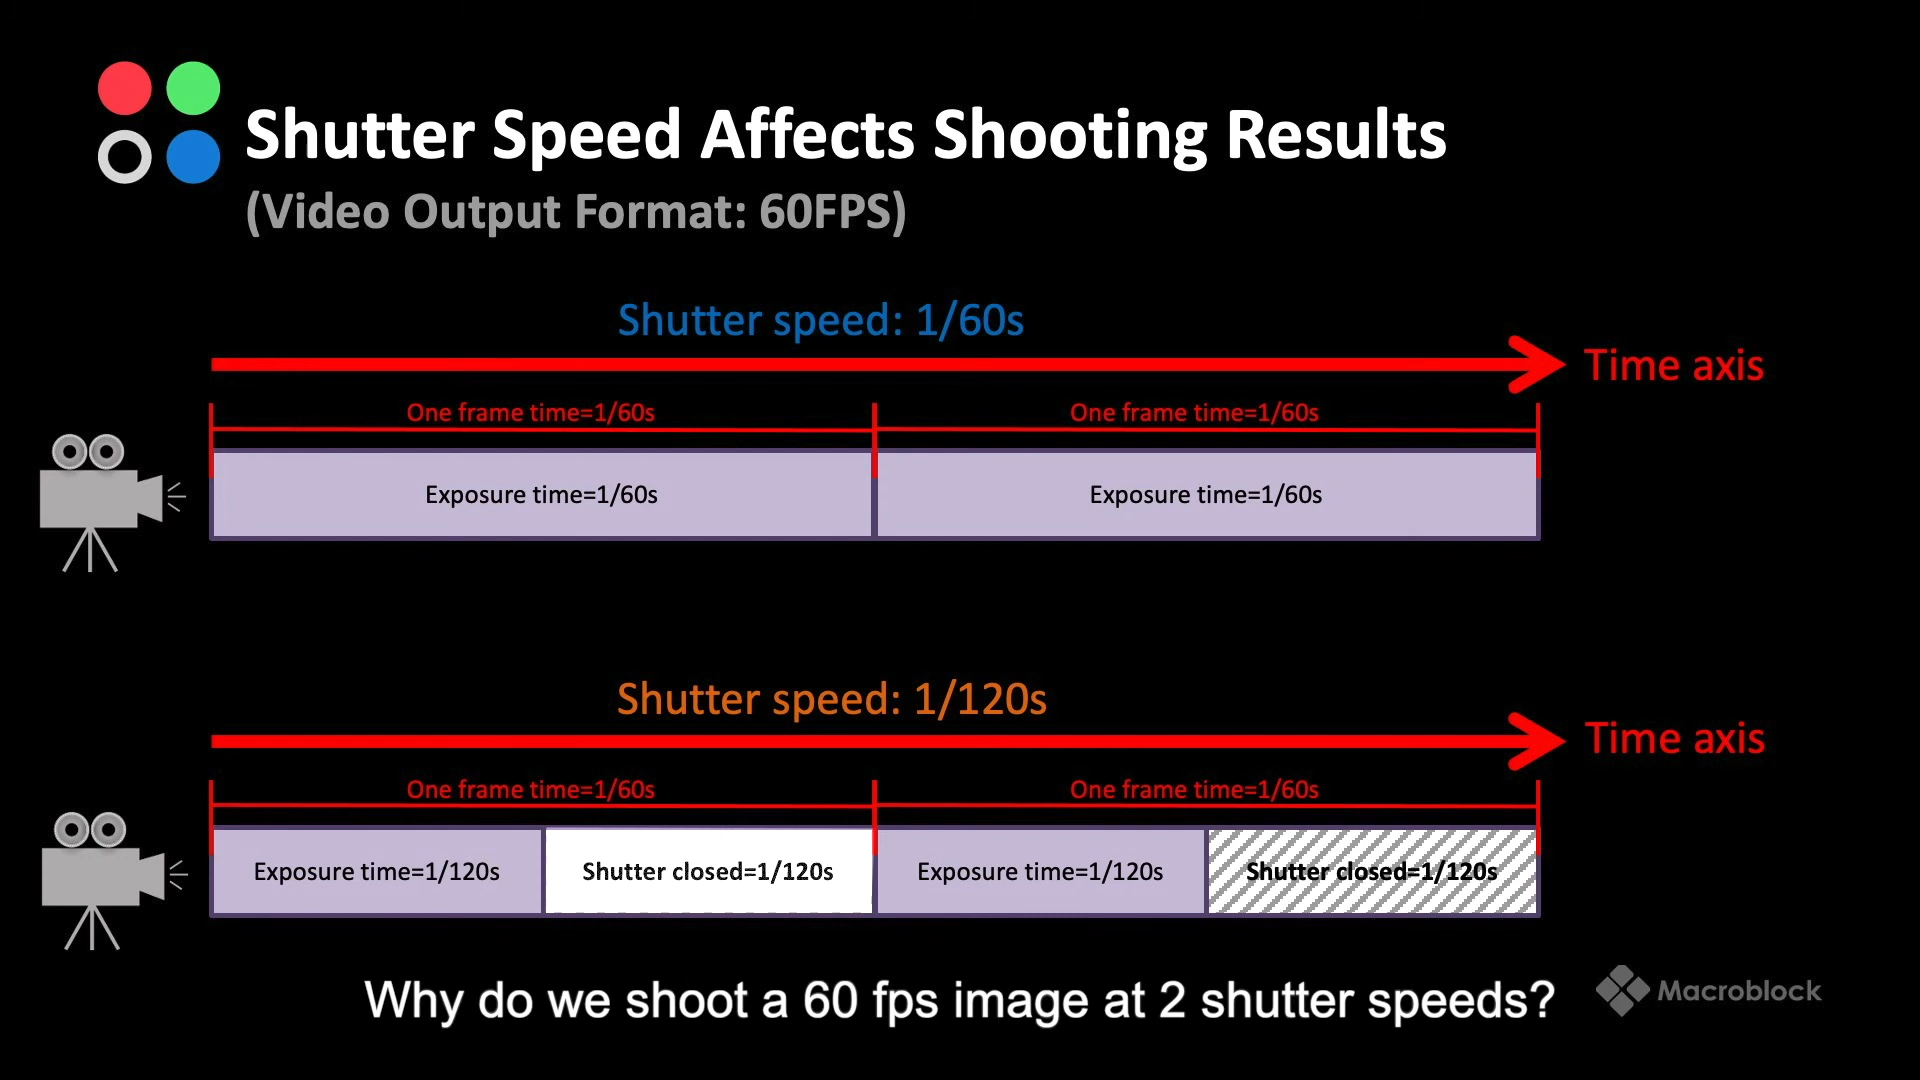 Shutter Speed Affects Shooting Results
(Video Output Format: 60FPS)
Shutter speed: 1/60s
Time axis
One frame time=1/60s
One frame time=1/60s
Exposure time=1/60s
Exposure time=1/60s
Shutter speed: 1/120s
Time axis
One frame time=1/60s
One frame time=1/60s
Exposure time=1/120s
Shutter closed=1/120s
Exposure time=1/120s
Shutter closed=1/120s
Why do we shoot a 60 fps image at 2 shutter speeds?
Macroblock